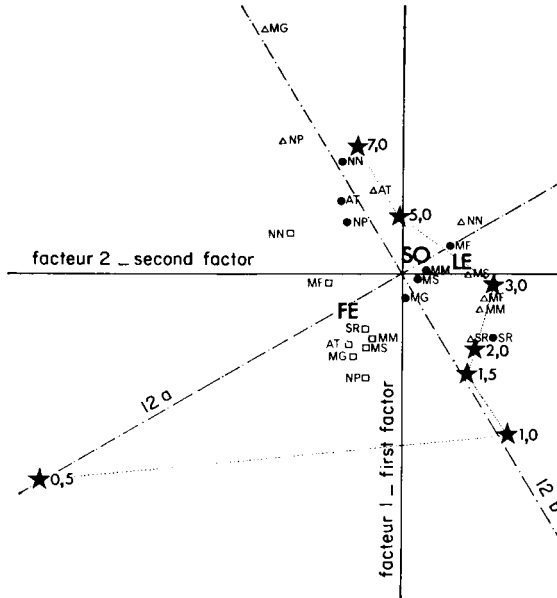 MG
7,0
NP
NN
AT
AT
5,0
NP
NN
NN
MF
facteur 2 _ second factor
SO
LE
MM
MS
MS
MF
3,0
MG
MF
MM
FE
SR
MM
SR
SR
AT
MS
2,0
MG
NP
1,5
12 a
1,0
0,5
facteur 1 _ first factor
12 b